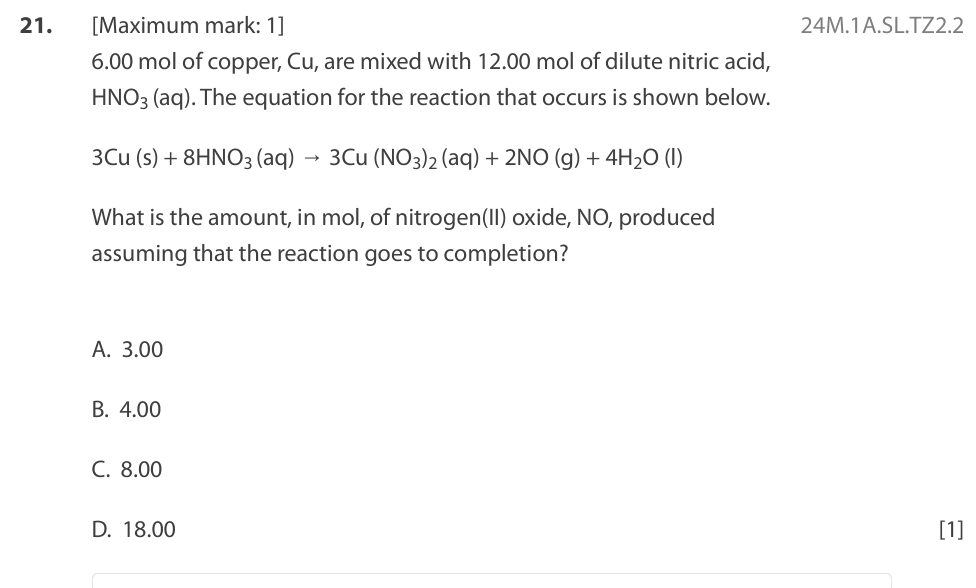 21. [Maximum mark: 1] 24M.1A.SL.TZ2.2
6.00 mol of copper, Cu, are mixed with 12.00 mol of dilute nitric acid,
HNO₃ (aq). The equation for the reaction that occurs is shown below.
3Cu (s) + 8HNO₃ (aq) → 3Cu (NO₃)₂ (aq) + 2NO (g) + 4H₂O (l)
What is the amount, in mol, of nitrogen(II) oxide, NO, produced
assuming that the reaction goes to completion?
A. 3.00
B. 4.00
C. 8.00
D. 18.00 [1]